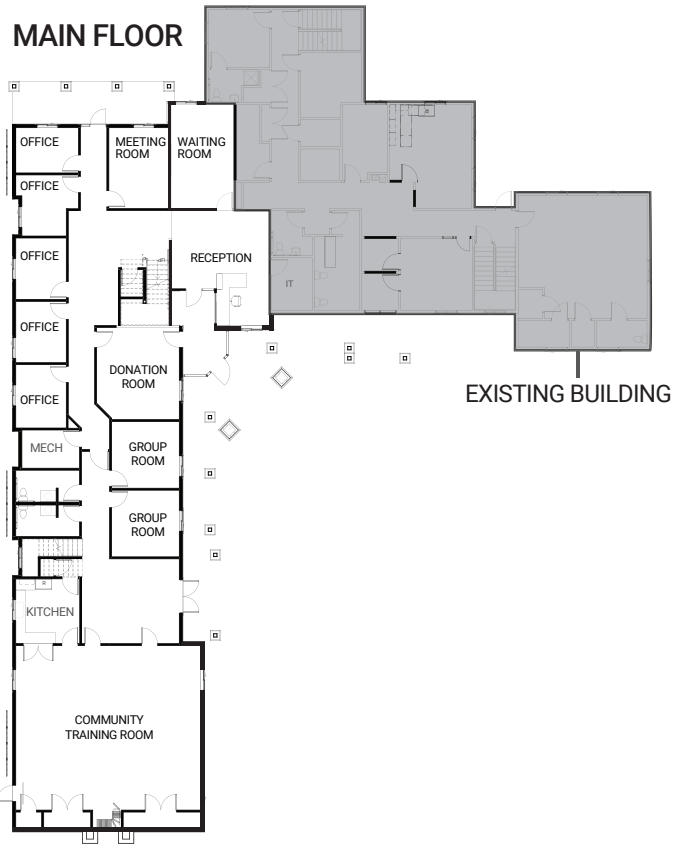 MAIN FLOOR
OFFICE
MEETING
ROOM
WAITING
ROOM
OFFICE
OFFICE
RECEPTION
IT
OFFICE
DONATION
ROOM
OFFICE
EXISTING BUILDING
MECH
GROUP
ROOM
GROUP
ROOM
KITCHEN
COMMUNITY
TRAINING ROOM